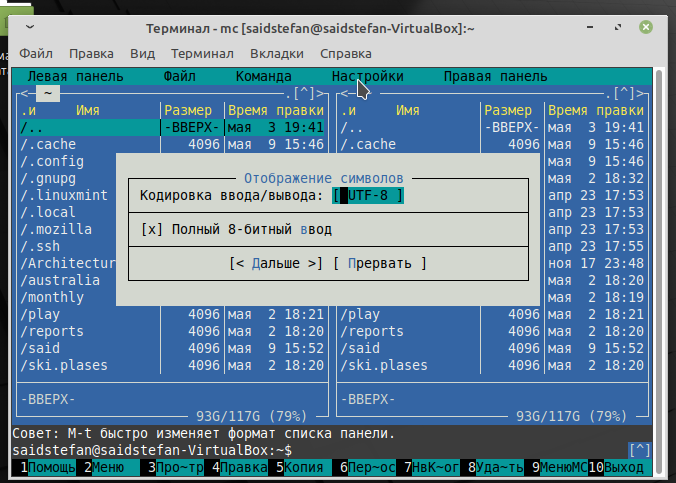 Терминал - mc [saidstefan@saidstefan-VirtualBox]:~
Файл Правка Вид Терминал Вкладки Справка
Левая панель Файл Команда Настройки Правая панель
<─ ~ ─.[^]> <─ ─.[^]>
.и Имя Размер Время правки .и Имя Размер Время правки
/.. -ВВЕРХ- мая 3 19:41 /.. -ВВЕРХ- мая 3 19:41
/.cache 4096 мая 9 15:46 /.cache 4096 мая 9 15:46
/.config мая 9 15:46
/.gnupg мая 2 18:32
Отображение символов
/.linuxmint Кодировка ввода/вывода: [ UTF-8 ] апр 23 17:53
/.local апр 23 17:53
/.mozilla [x] Полный 8-битный ввод апр 23 17:53
/.ssh апр 23 17:55
/Architectur [< Дальше >] [ Прервать ] ноя 17 23:48
/australia мая 2 18:20
/monthly мая 2 18:19
/play 4096 мая 2 18:21 /play 4096 мая 2 18:21
/reports 4096 мая 2 18:20 /reports 4096 мая 2 18:20
/said 4096 мая 9 15:52 /said 4096 мая 9 15:52
/ski.plases 4096 мая 2 18:20 /ski.plases 4096 мая 2 18:20
-ВВЕРХ- -ВВЕРХ-
93G/117G (79%) 93G/117G (79%)
Совет: M-t быстро изменяет формат списка панели.
saidstefan@saidstefan-VirtualBox:~$ [^]
1Помощь 2Меню 3Про~тр 4Правка 5Копия 6Пер~ос 7НвК~ог 8Уда~ть 9МенюMC 10Выход